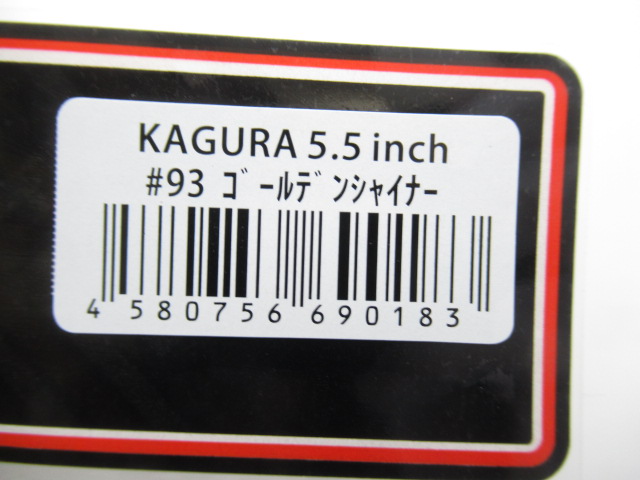 KAGURA 5.5 inch
#93 ｺﾞｰﾙﾃﾞﾝｼｬｲﾅｰ
4 580756 690183